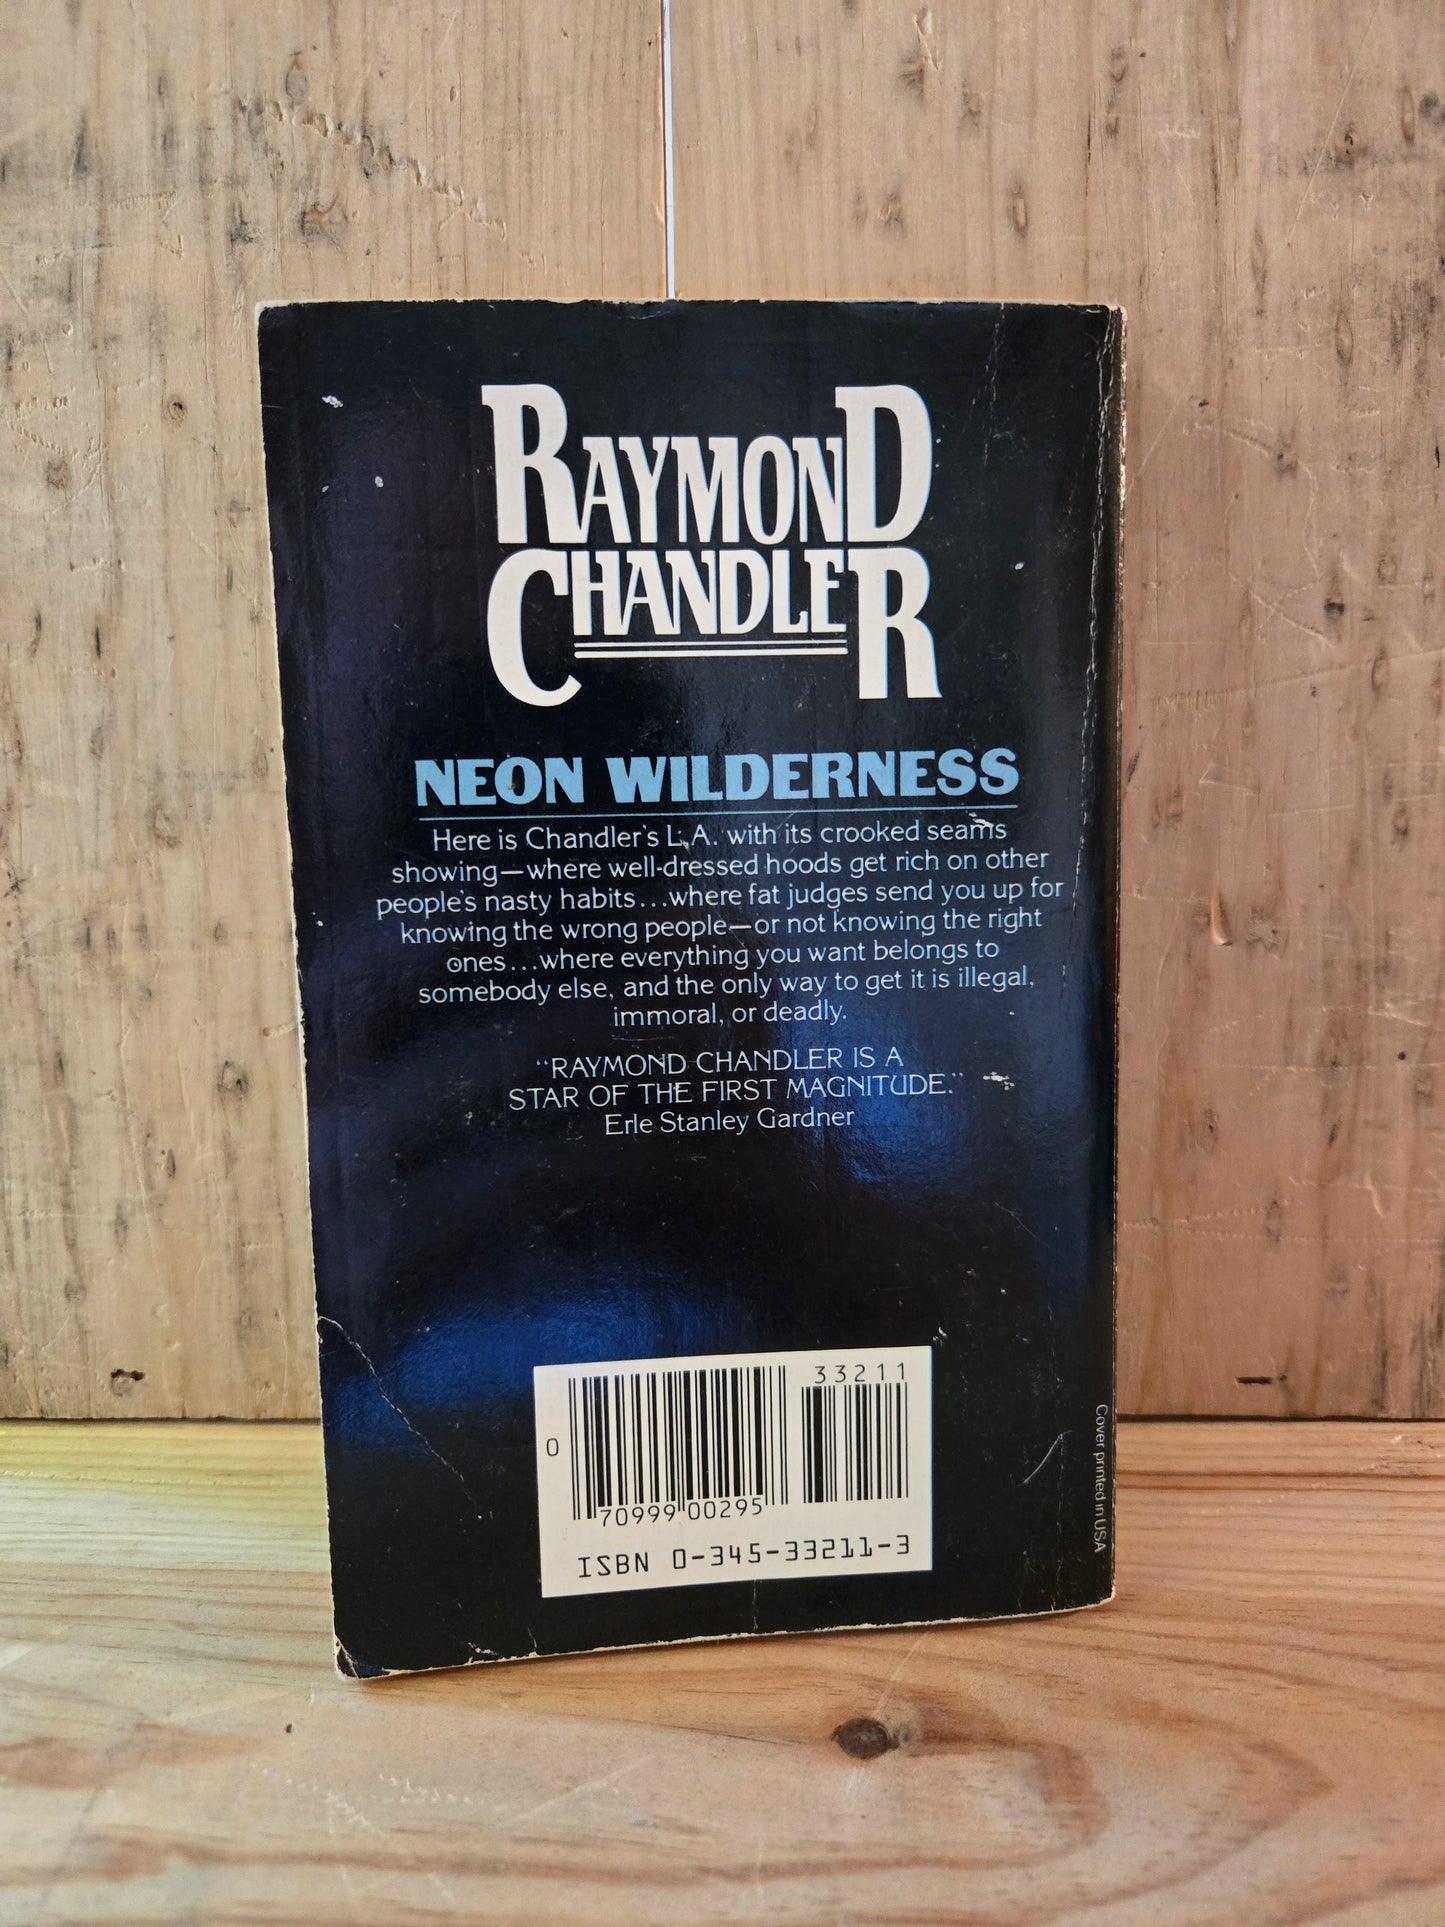 RAYMOND
CHANDLER
NEON WILDERNESS
Here is Chandler's L.A. with its crooked seams
showing—where well-dressed hoods get rich on other
people's nasty habits...where fat judges send you up for
knowing the wrong people—or not knowing the right
ones...where everything you want belongs to
somebody else, and the only way to get it is illegal,
immoral, or deadly.
"RAYMOND CHANDLER IS A
STAR OF THE FIRST MAGNITUDE."
Erle Stanley Gardner
33211
0
70999 00295
ISBN 0-345-33211-3
Cover printed in USA